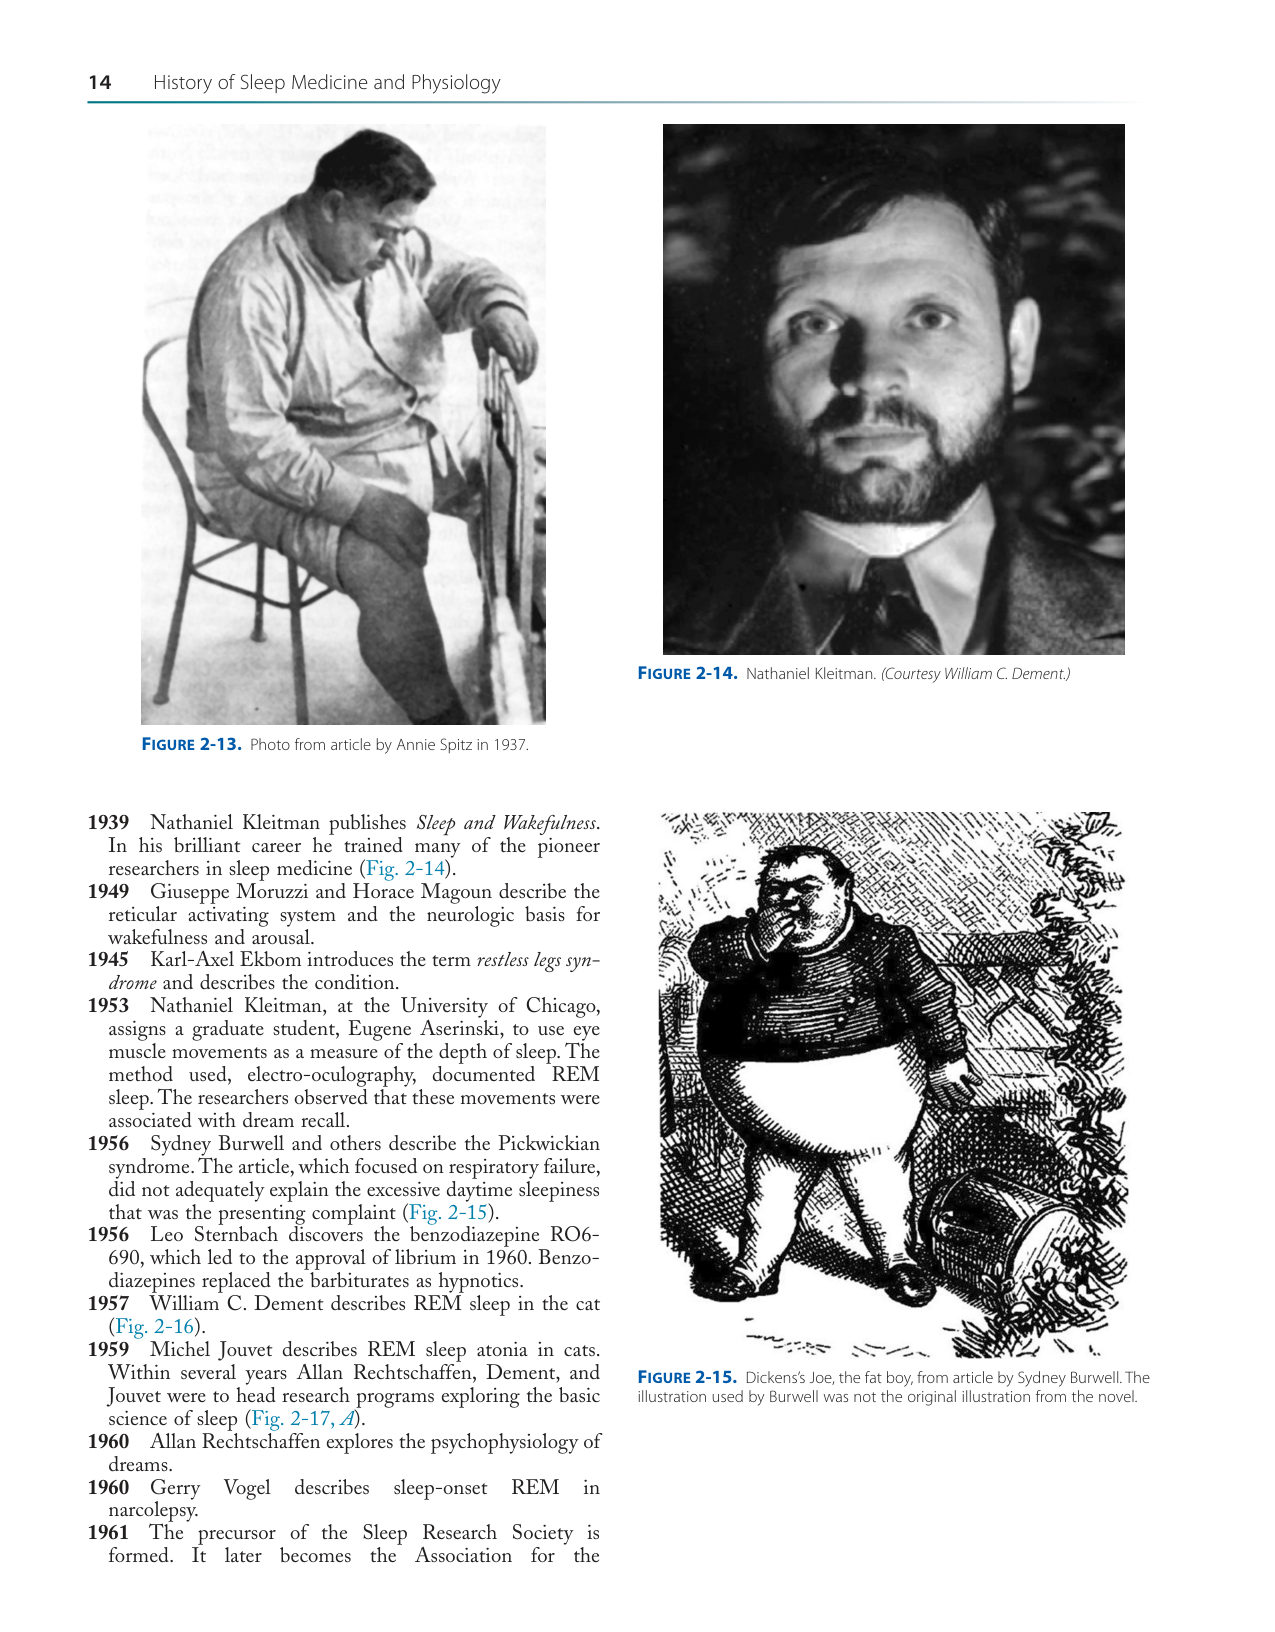 14 History of Sleep Medicine and Physiology
FIGURE 2-13. Photo from article by Annie Spitz in 1937.
FIGURE 2-14. Nathaniel Kleitman. (Courtesy William C. Dement.)
1939 Nathaniel Kleitman publishes Sleep and Wakefulness.
In his brilliant career he trained many of the pioneer
researchers in sleep medicine (Fig. 2-14).
1949 Giuseppe Moruzzi and Horace Magoun describe the
reticular activating system and the neurologic basis for
wakefulness and arousal.
1945 Karl-Axel Ekbom introduces the term restless legs syn-
drome and describes the condition.
1953 Nathaniel Kleitman, at the University of Chicago,
assigns a graduate student, Eugene Aserinski, to use eye
muscle movements as a measure of the depth of sleep. The
method used, electro-oculography, documented REM
sleep. The researchers observed that these movements were
associated with dream recall.
1956 Sydney Burwell and others describe the Pickwickian
syndrome. The article, which focused on respiratory failure,
did not adequately explain the excessive daytime sleepiness
that was the presenting complaint (Fig. 2-15).
1956 Leo Sternbach discovers the benzodiazepine RO6-
690, which led to the approval of librium in 1960. Benzo-
diazepines replaced the barbiturates as hypnotics.
1957 William C. Dement describes REM sleep in the cat
(Fig. 2-16).
1959 Michel Jouvet describes REM sleep atonia in cats.
Within several years Allan Rechtschaffen, Dement, and
Jouvet were to head research programs exploring the basic
science of sleep (Fig. 2-17, A).
1960 Allan Rechtschaffen explores the psychophysiology of
dreams.
1960 Gerry Vogel describes sleep-onset REM in
narcolepsy.
1961 The precursor of the Sleep Research Society is
formed. It later becomes the Association for the
FIGURE 2-15. Dickens's Joe, the fat boy, from article by Sydney Burwell. The
illustration used by Burwell was not the original illustration from the novel.